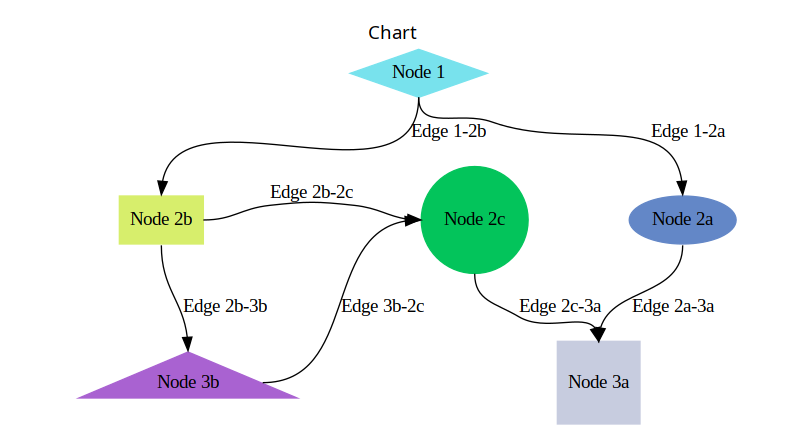 Chart
Node 1
Edge 1-2b
Edge 1-2a
Edge 2b-2c
Node 2b
Node 2c
Node 2a
Edge 2b-3b
Edge 3b-2c
Edge 2c-3a
Edge 2a-3a
Node 3b
Node 3a